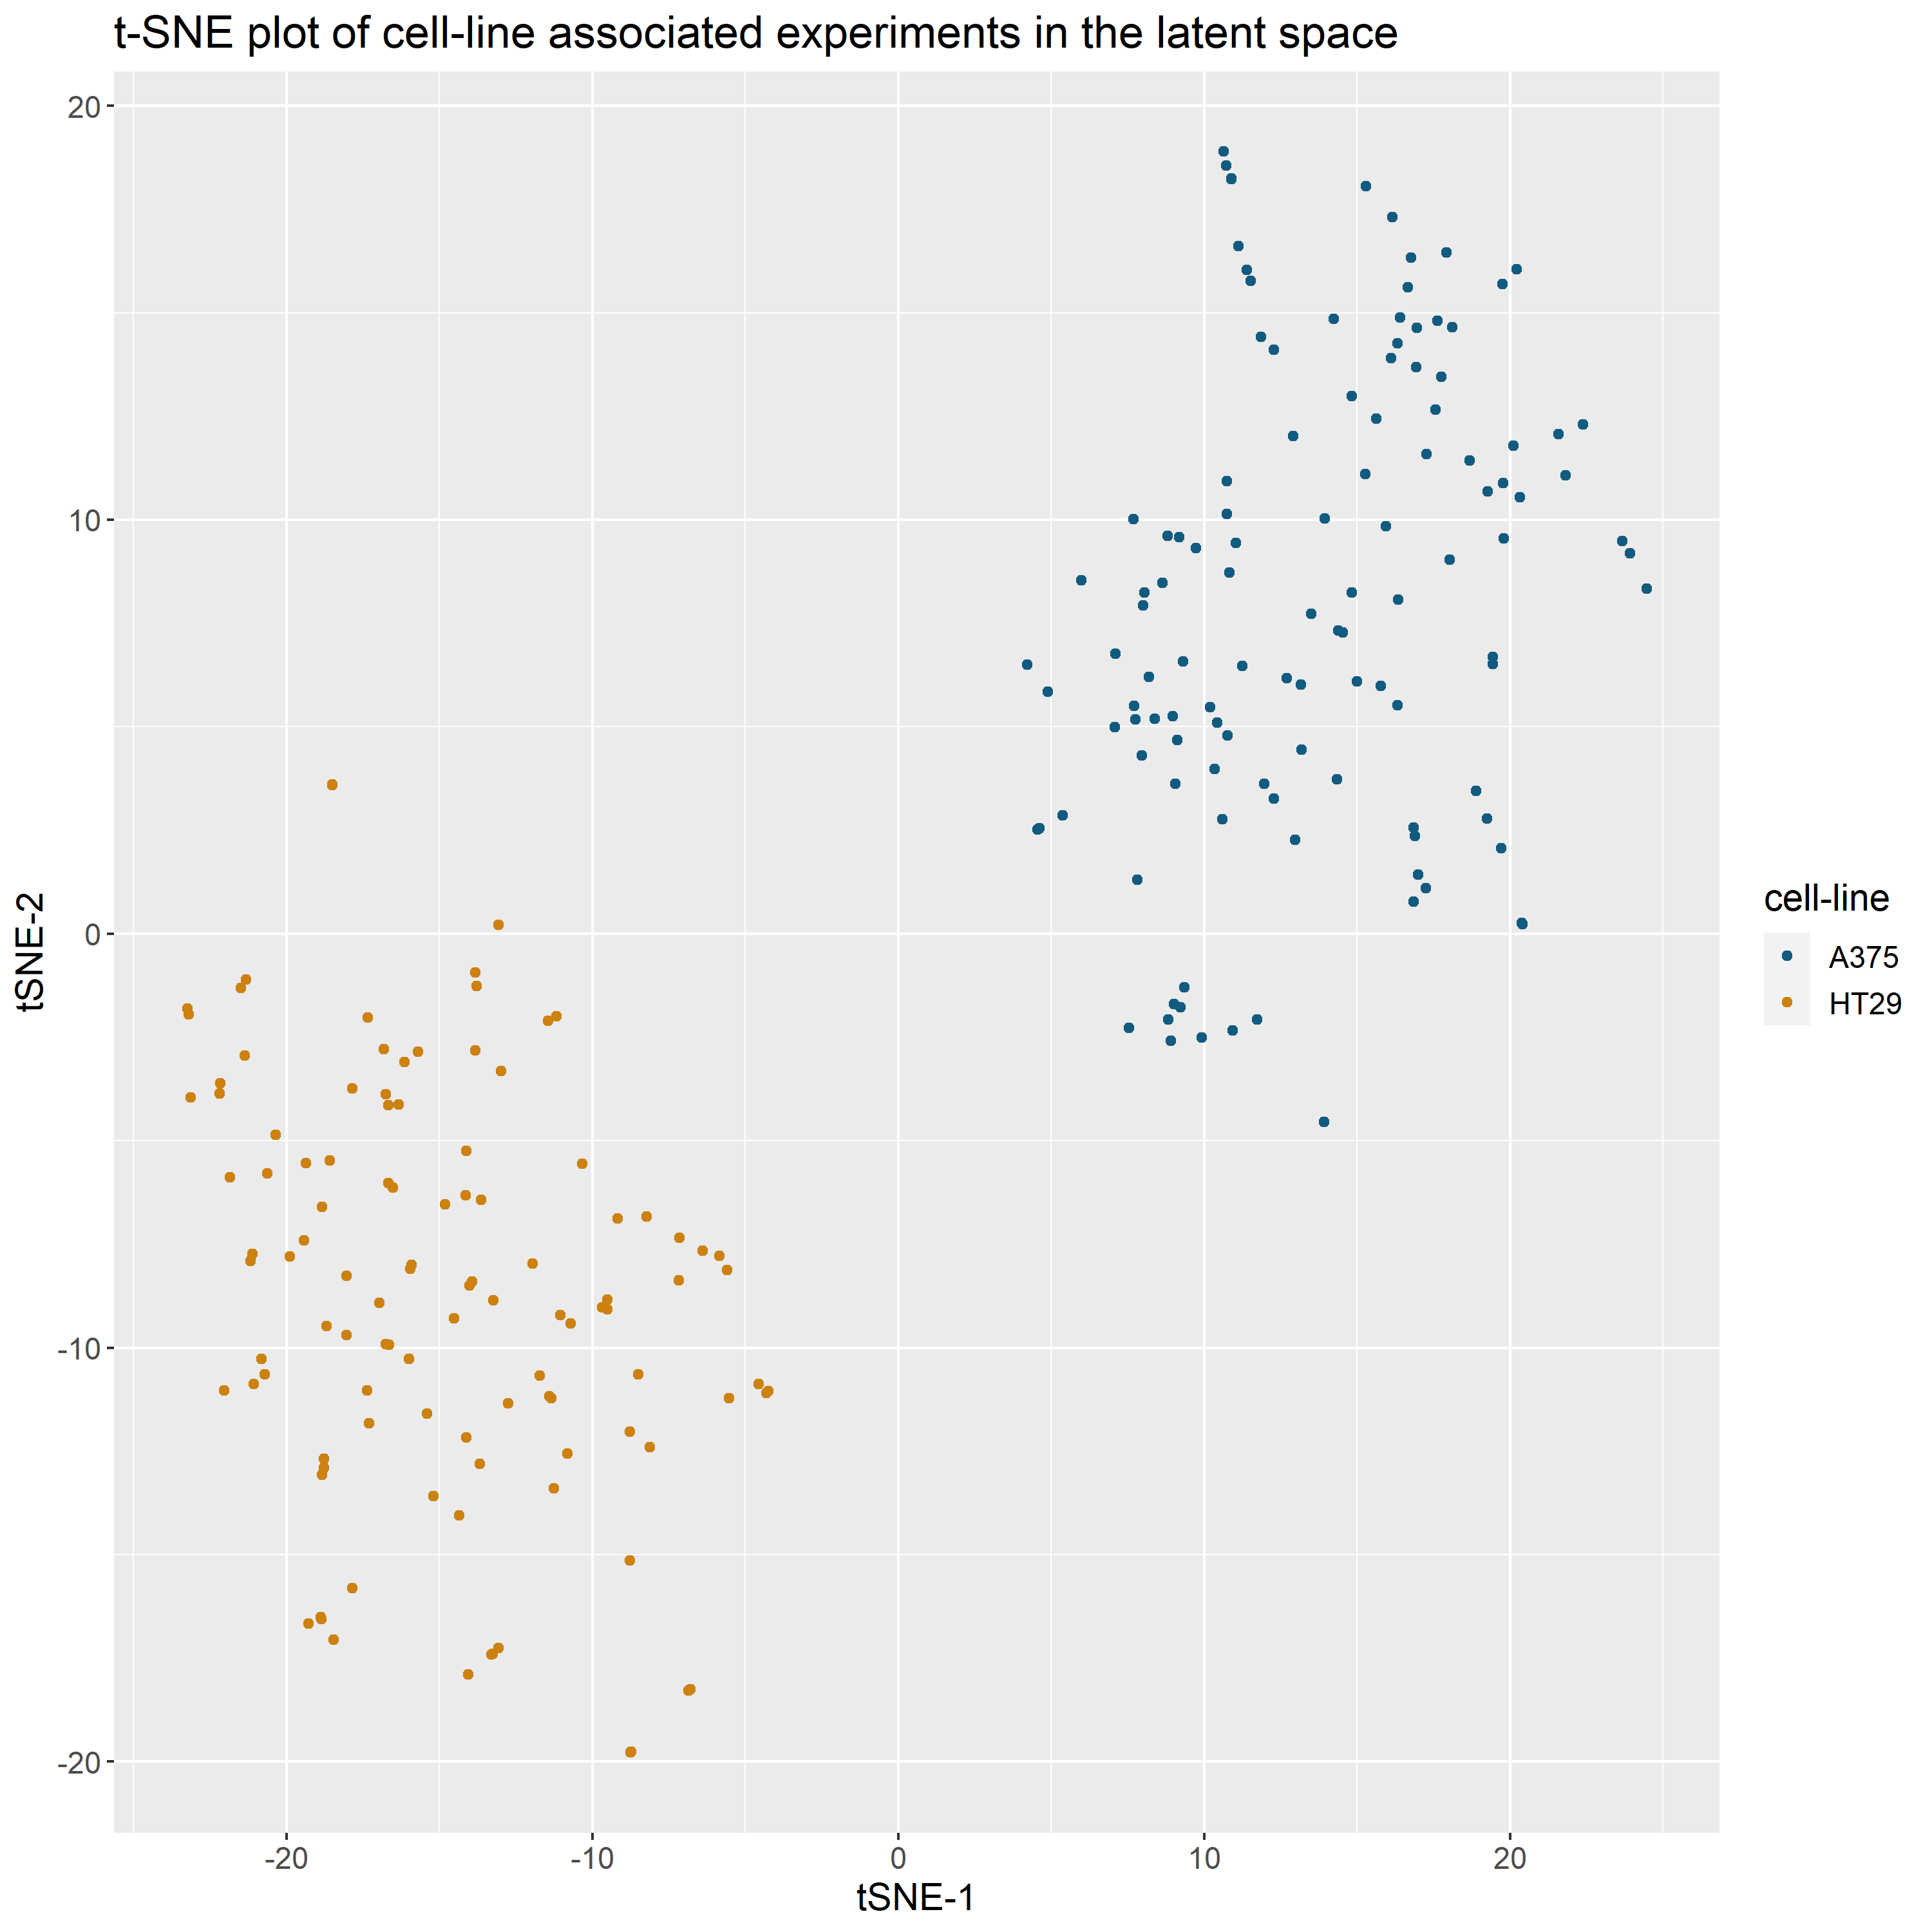 t-SNE plot of cell-line associated experiments in the latent space
20
10
0
-10
-20
tSNE-2
-20
-10
0
10
20
tSNE-1
cell-line
A375
HT29